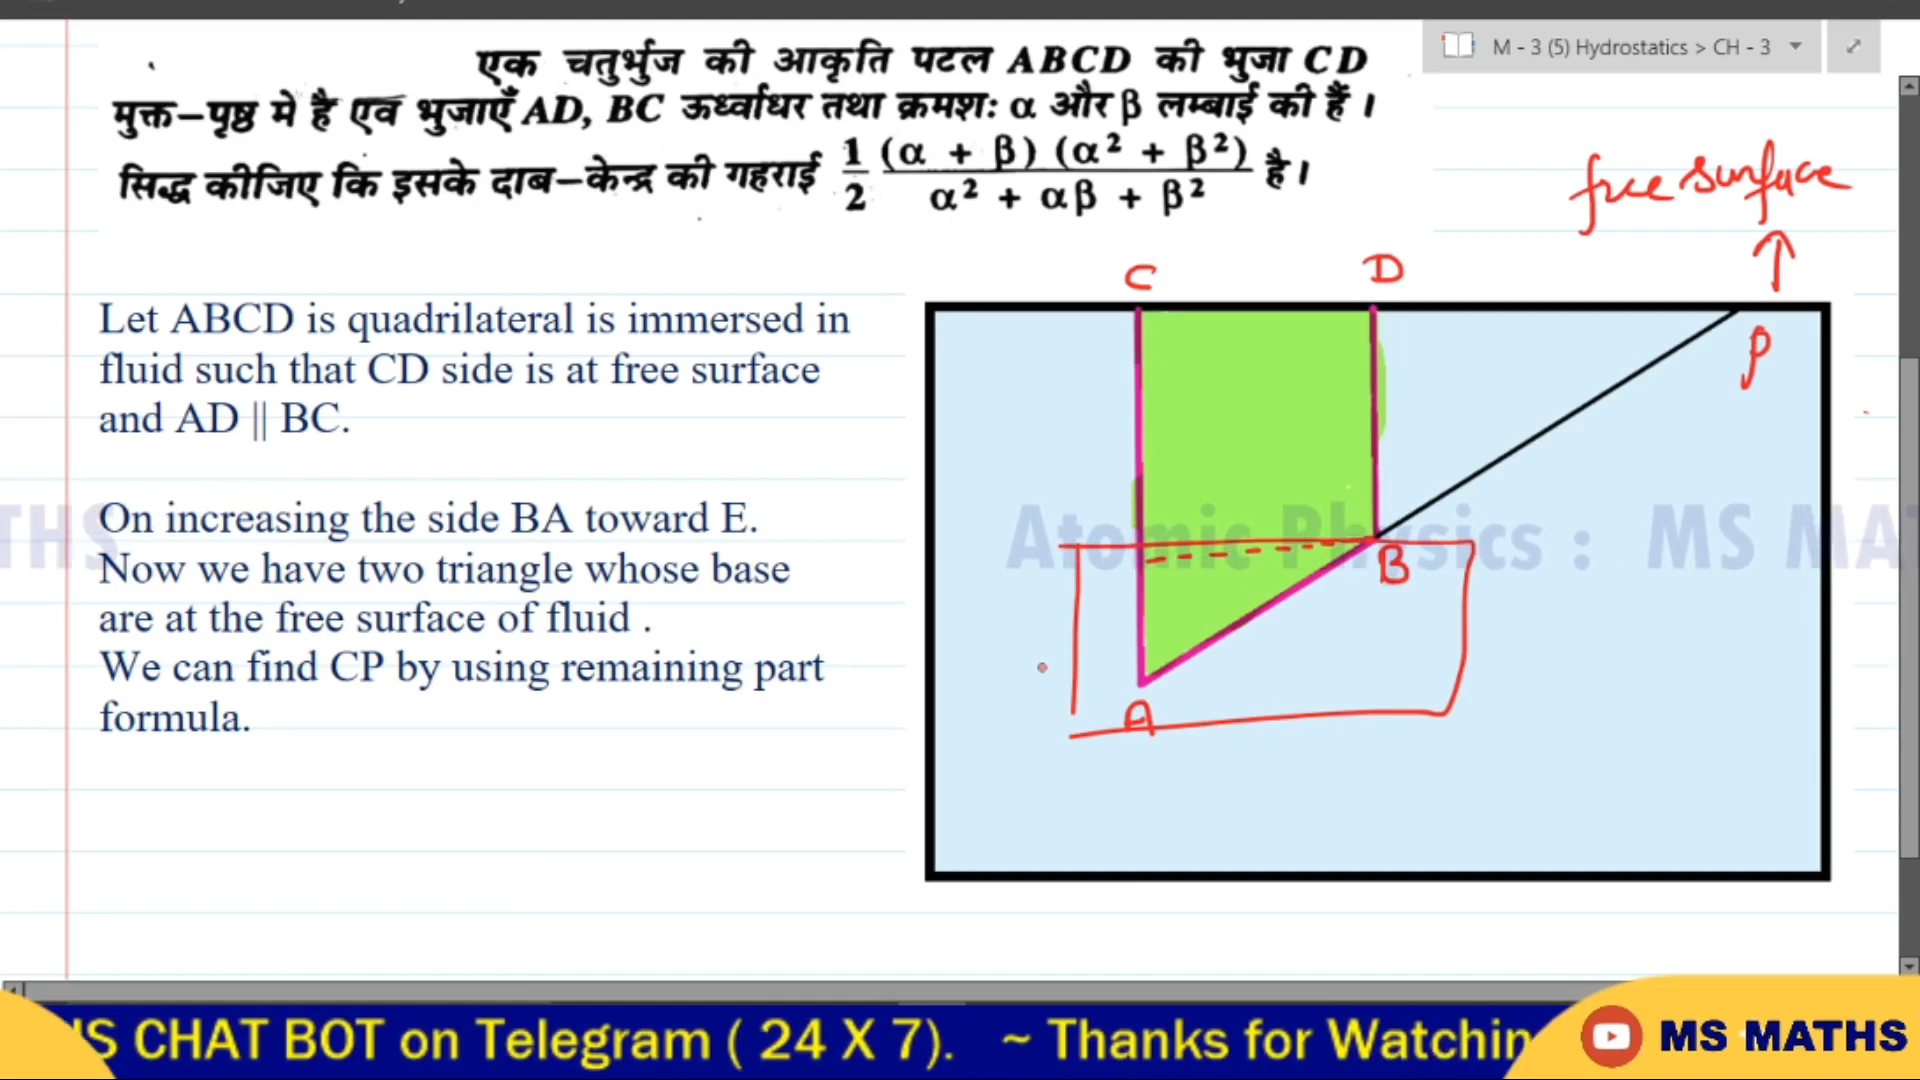 M - 3 (5) Hydrostatics > CH - 3
एक चतुर्भुज की आकृति पटल ABCD की भुजा CD
मुक्त-पृष्ठ मे है एवं भुजाएँ AD, BC ऊर्ध्वाधर तथा क्रमश: α और β लम्बाई की हैं ।
सिद्ध कीजिए कि इसके दाब-केन्द्र की गहराई 1/2 (α + β) (α² + β²) / α² + αβ + β² है ।
free surface
C D
P
Let ABCD is quadrilateral is immersed in
fluid such that CD side is at free surface
and AD || BC.
On increasing the side BA toward E.
Now we have two triangle whose base
are at the free surface of fluid .
We can find CP by using remaining part
formula.
THS Atomic Physics : MS MA
B
A
S CHAT BOT on Telegram ( 24 X 7). ~ Thanks for Watchin
MS MATHS